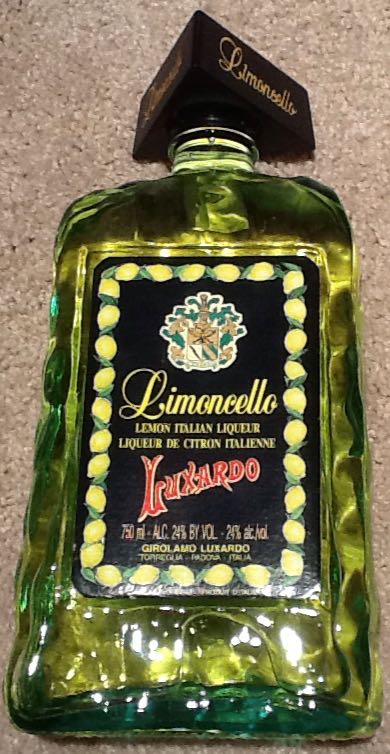 Limoncello
Limoncello
Limoncello
LEMON ITALIAN LIQUEUR
LIQUEUR DE CITRON ITALIENNE
LUXARDO
750 ml - ALC. 24% BY VOL. - 24% alc./vol.
GIROLAMO LUXARDO
TORREGLIA - PADOVA - ITALIA